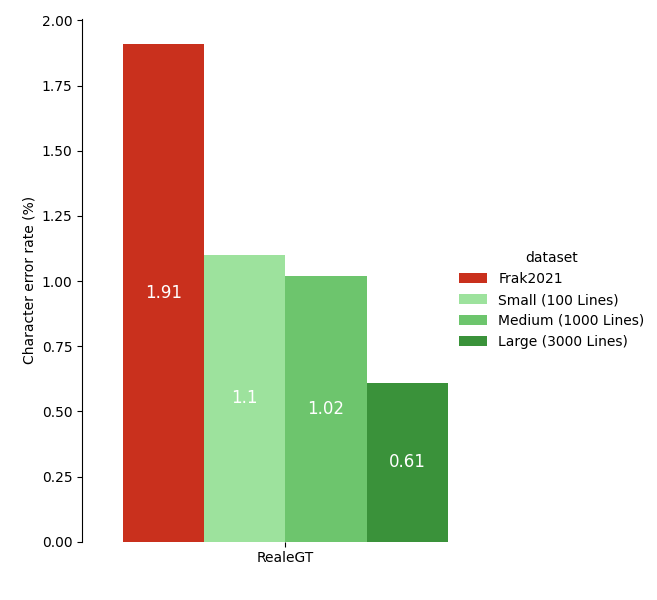 2.00
1.75
1.50
1.25
1.00
0.75
0.50
0.25
0.00
Character error rate (%)
1.91
1.1
1.02
0.61
RealeGT
dataset
Frak2021
Small (100 Lines)
Medium (1000 Lines)
Large (3000 Lines)